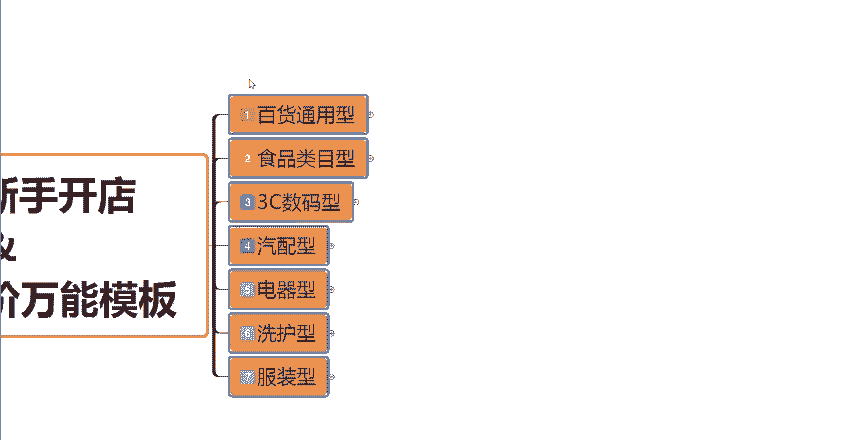 新手开店
&
价万能模板
1 百货通用型
2 食品类目型
3 3C数码型
4 汽配型
5 电器型
6 洗护型
7 服装型